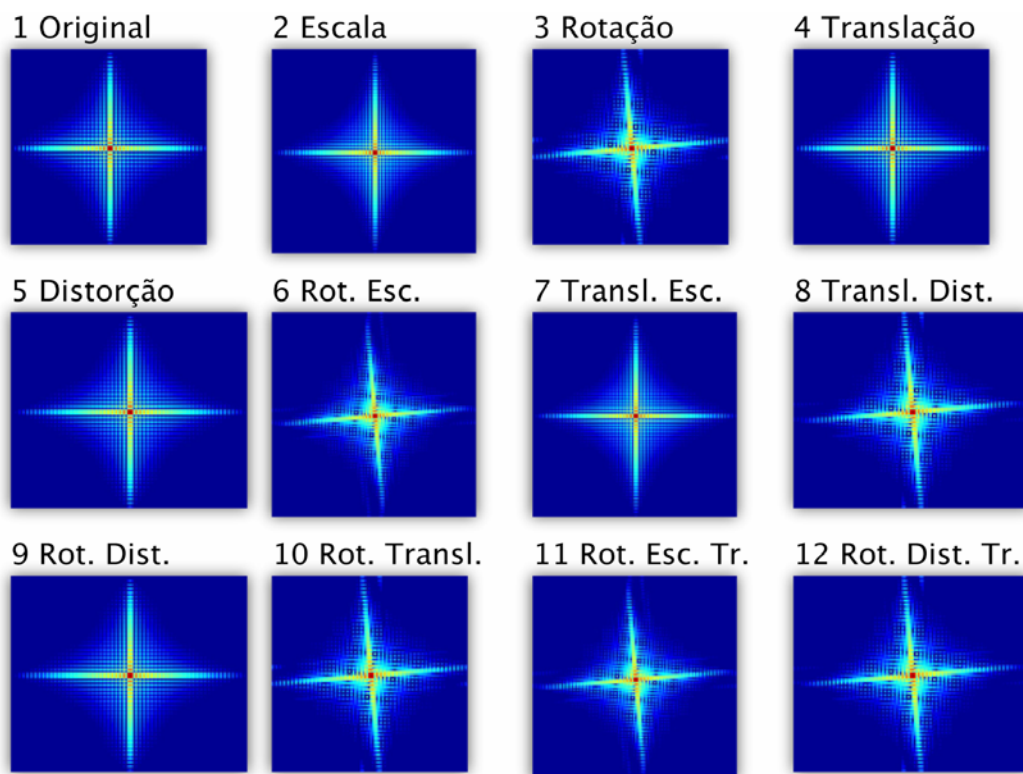 1 Original
2 Escala
3 Rotação
4 Translação
5 Distorção
6 Rot. Esc.
7 Transl. Esc.
8 Transl. Dist.
9 Rot. Dist.
10 Rot. Transl.
11 Rot. Esc. Tr.
12 Rot. Dist. Tr.